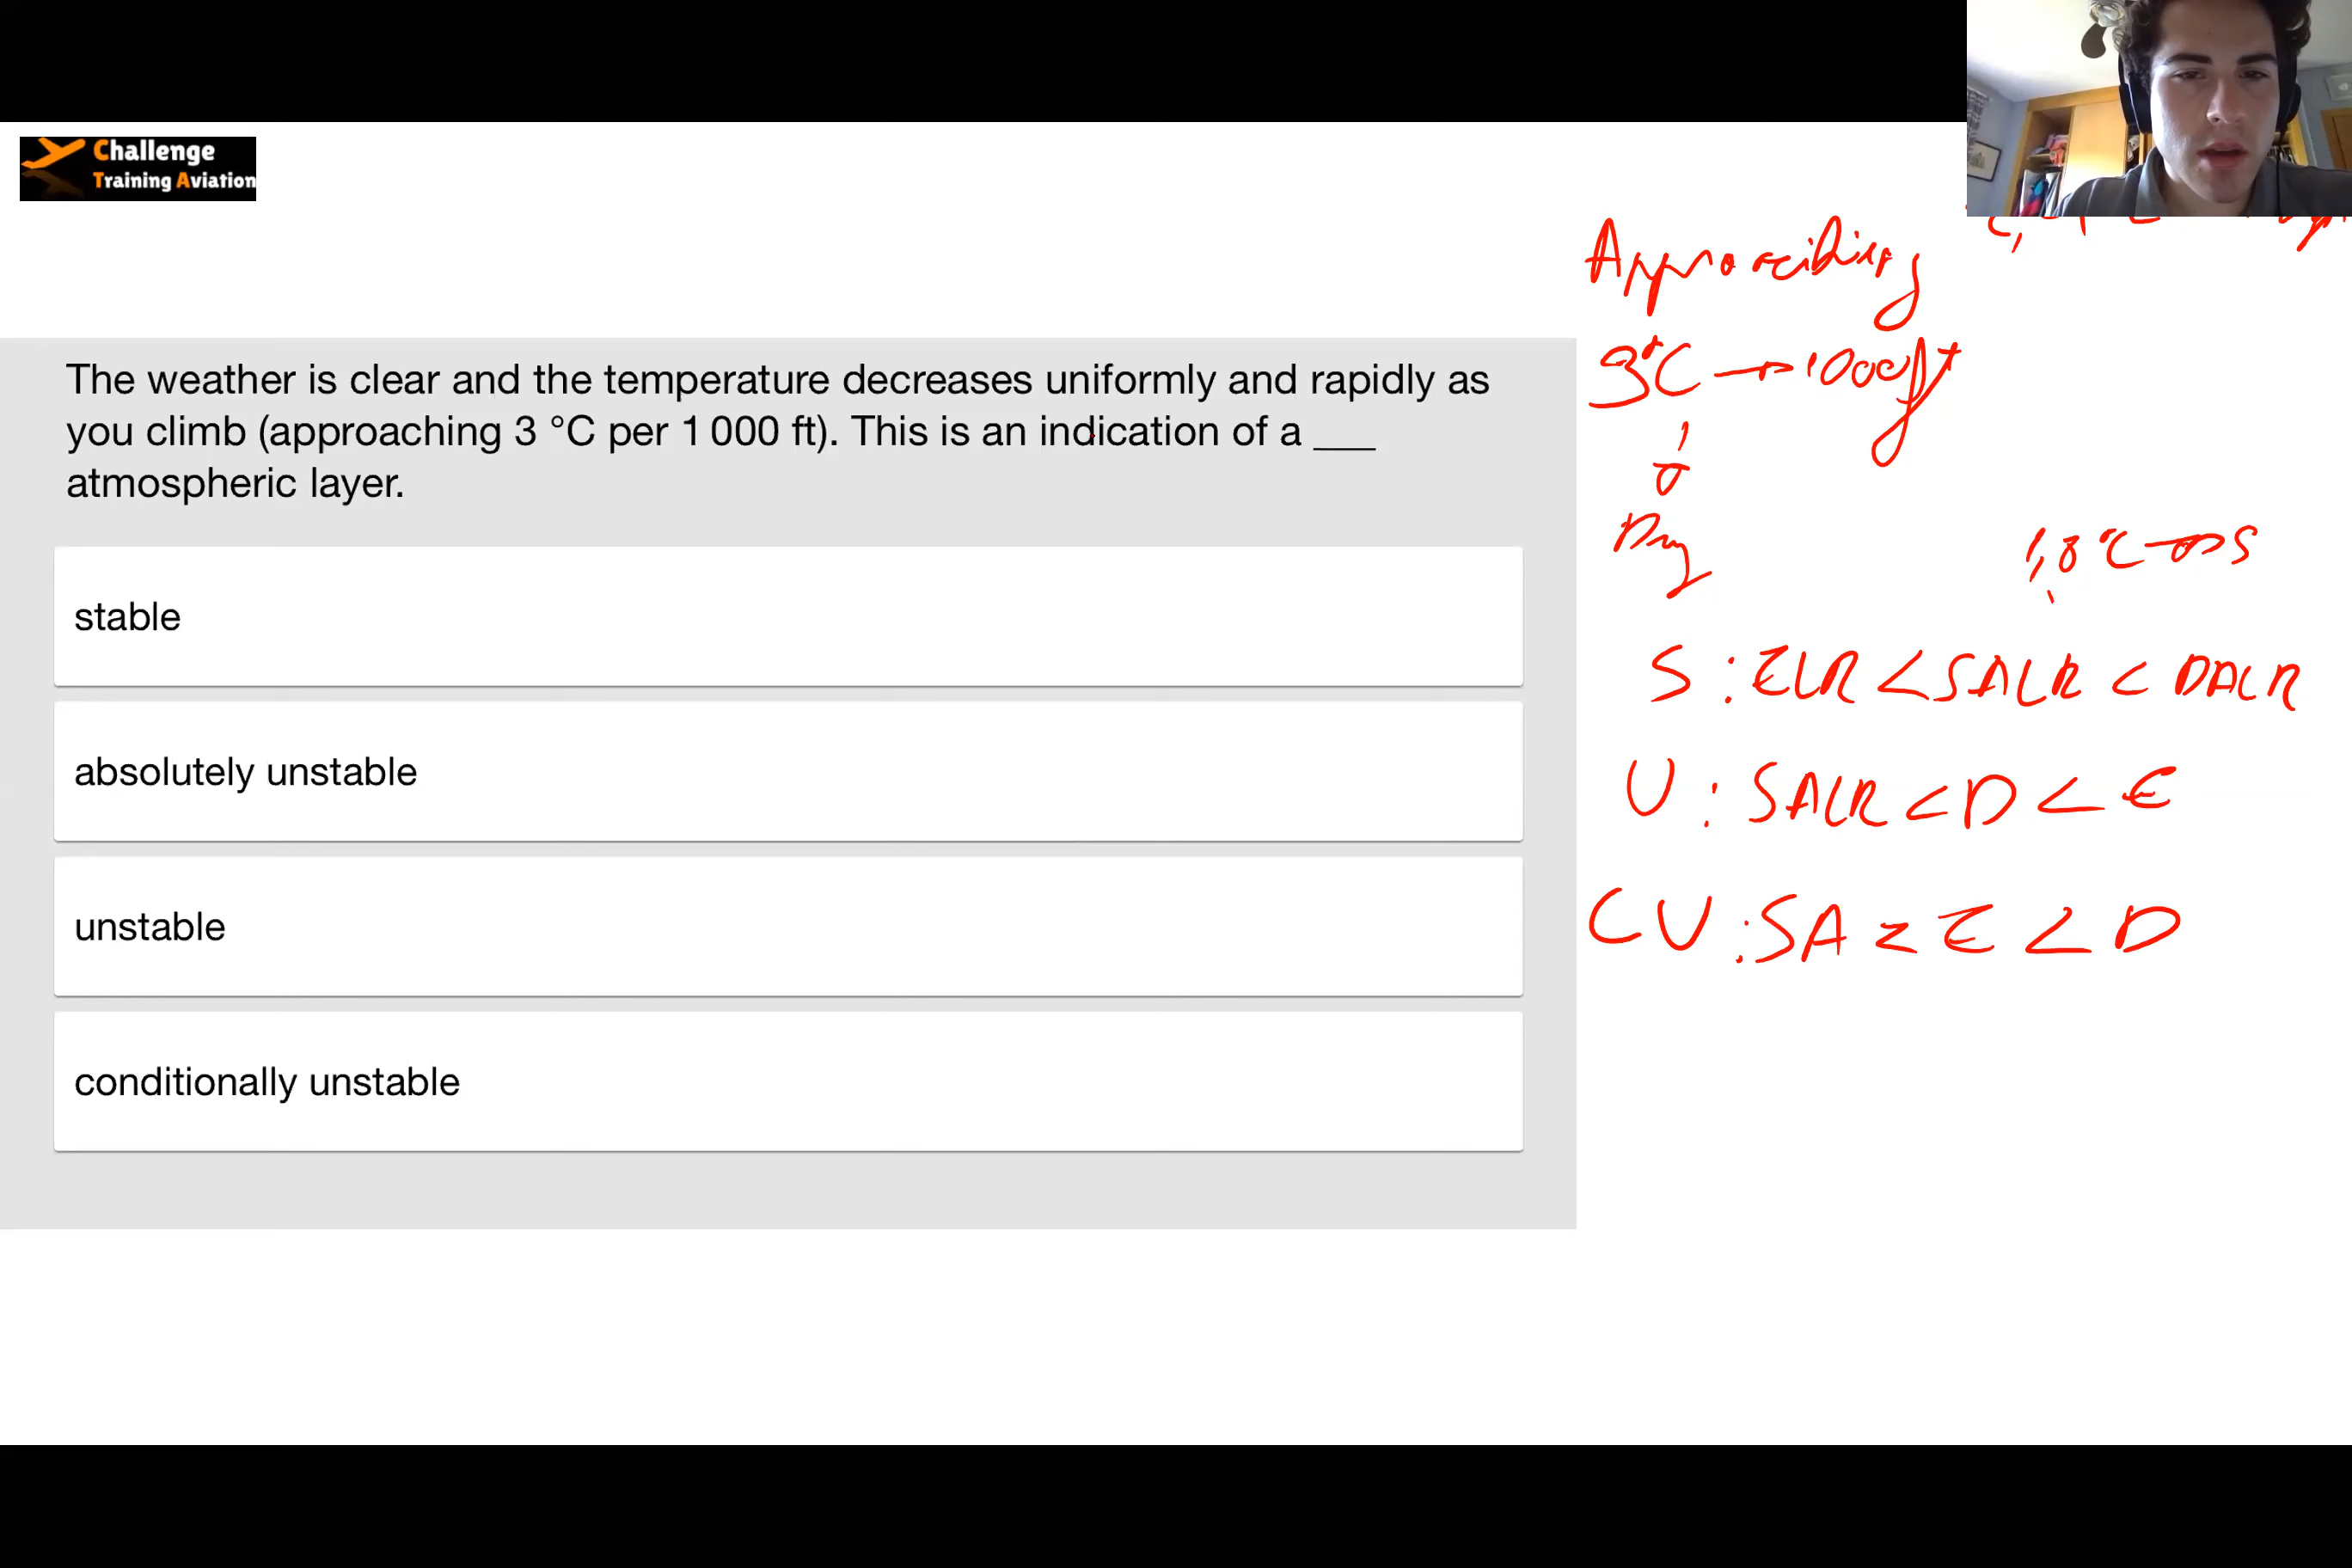 Challenge
Training Aviation
The weather is clear and the temperature decreases uniformly and rapidly as
you climb (approaching 3 °C per 1 000 ft). This is an indication of a ___
atmospheric layer.
stable
absolutely unstable
unstable
conditionally unstable
Approaching
3°C → 1000ft
Dry
1,8°C → S
S : ELR < SALR < DALR
U : SALR < D < E
CU : SA < E < D